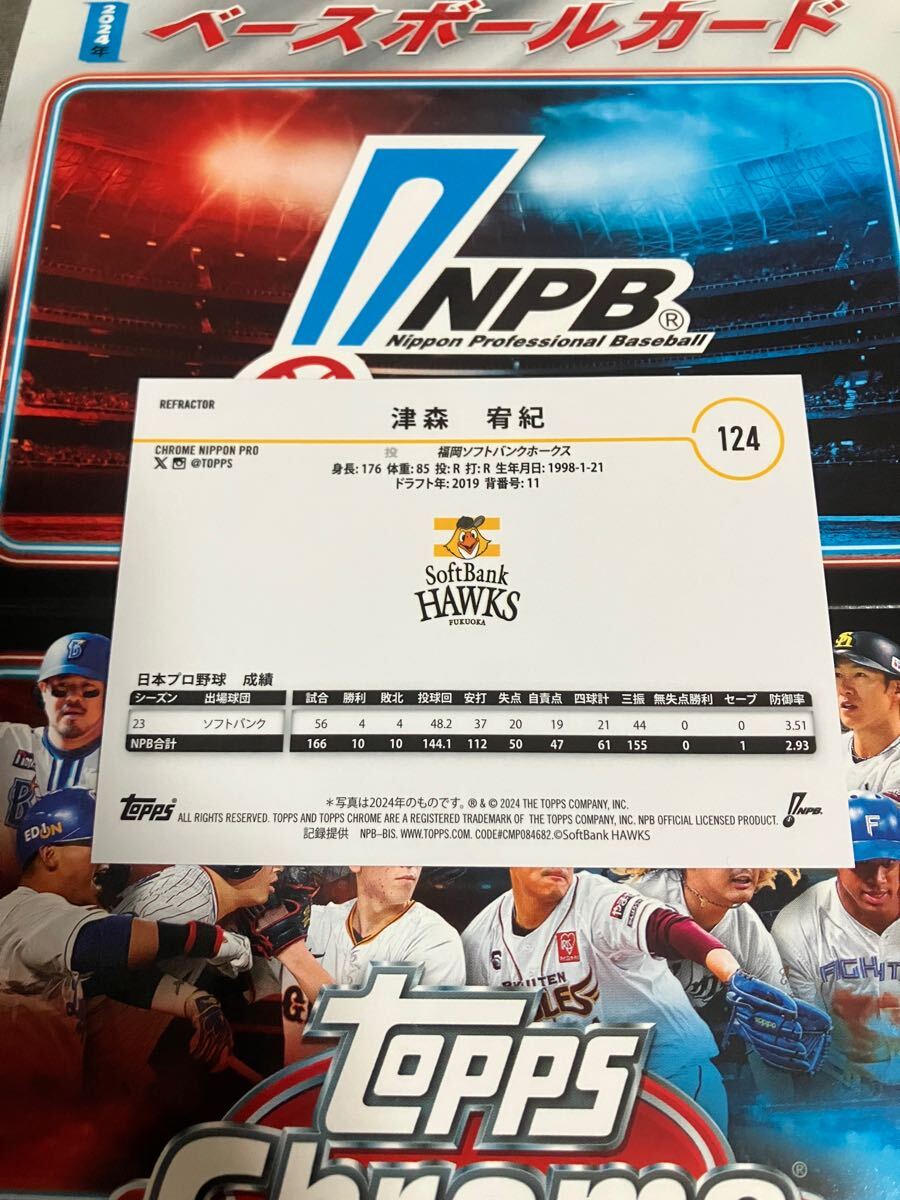 2024年
ベースボールカード
NPB®
Nippon Professional Baseball
REFRACTOR
津森 宥紀
124
CHROME NIPPON PRO
@TOPPS
投 福岡ソフトバンクホークス
身長: 176 体重: 85 投: R 打: R 生年月日: 1998-1-21
ドラフト年: 2019 背番号: 11
SoftBank
HAWKS
FUKUOKA
日本プロ野球 成績
シーズン 出場球団 試合 勝利 敗北 投球回 安打 失点 自責点 四球計 三振 無失点勝利 セーブ 防御率
23 ソフトバンク 56 4 4 48.2 37 20 19 21 44 0 0 3.51
NPB合計 166 10 10 144.1 112 50 47 61 155 0 1 2.93
topps
*写真は2024年のものです。® & © 2024 THE TOPPS COMPANY, INC.
ALL RIGHTS RESERVED. TOPPS AND TOPPS CHROME ARE A REGISTERED TRADEMARK OF THE TOPPS COMPANY, INC. NPB OFFICIAL LICENSED PRODUCT.
記録提供 NPB-BIS. WWW.TOPPS.COM. CODE#CMP084682.©SoftBank HAWKS
NPB.
EDION
topps
Chrome®